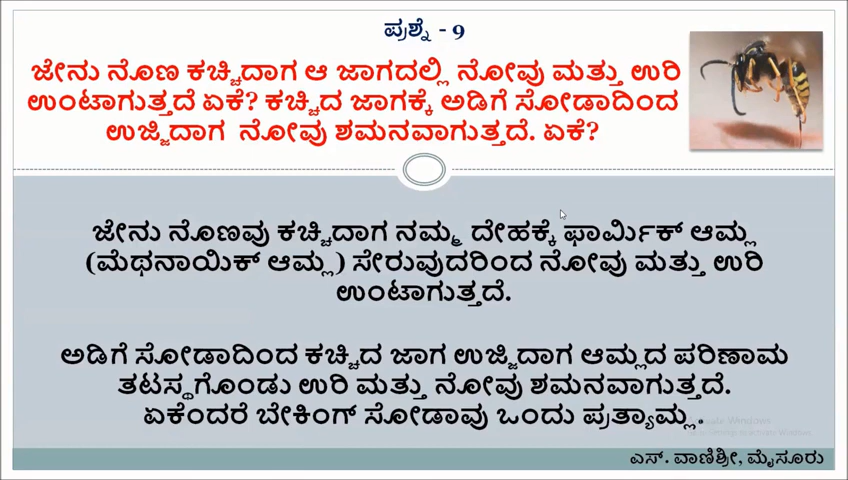 ಪ್ರಶ್ನೆ - 9
ಜೇನು ನೊಣ ಕಚ್ಚಿದಾಗ ಆ ಜಾಗದಲ್ಲಿ ನೋವು ಮತ್ತು ಉರಿ
ಉಂಟಾಗುತ್ತದೆ ಏಕೆ? ಕಚ್ಚಿದ ಜಾಗಕ್ಕೆ ಅಡಿಗೆ ಸೋಡಾದಿಂದ
ಉಜ್ಜಿದಾಗ ನೋವು ಶಮನವಾಗುತ್ತದೆ. ಏಕೆ?
ಜೇನು ನೊಣವು ಕಚ್ಚಿದಾಗ ನಮ್ಮ ದೇಹಕ್ಕೆ ಫಾರ್ಮಿಕ್ ಆಮ್ಲ
(ಮೆಥನಾಯಿಕ್ ಆಮ್ಲ) ಸೇರುವುದರಿಂದ ನೋವು ಮತ್ತು ಉರಿ
ಉಂಟಾಗುತ್ತದೆ.
ಅಡಿಗೆ ಸೋಡಾದಿಂದ ಕಚ್ಚಿದ ಜಾಗ ಉಜ್ಜಿದಾಗ ಆಮ್ಲದ ಪರಿಣಾಮ
ತಟಸ್ಥಗೊಂಡು ಉರಿ ಮತ್ತು ನೋವು ಶಮನವಾಗುತ್ತದೆ.
ಏಕೆಂದರೆ ಬೇಕಿಂಗ್ ಸೋಡಾವು ಒಂದು ಪ್ರತ್ಯಾಮ್ಲ.
ಎಸ್. ವಾಣಿಶ್ರೀ, ಮೈಸೂರು